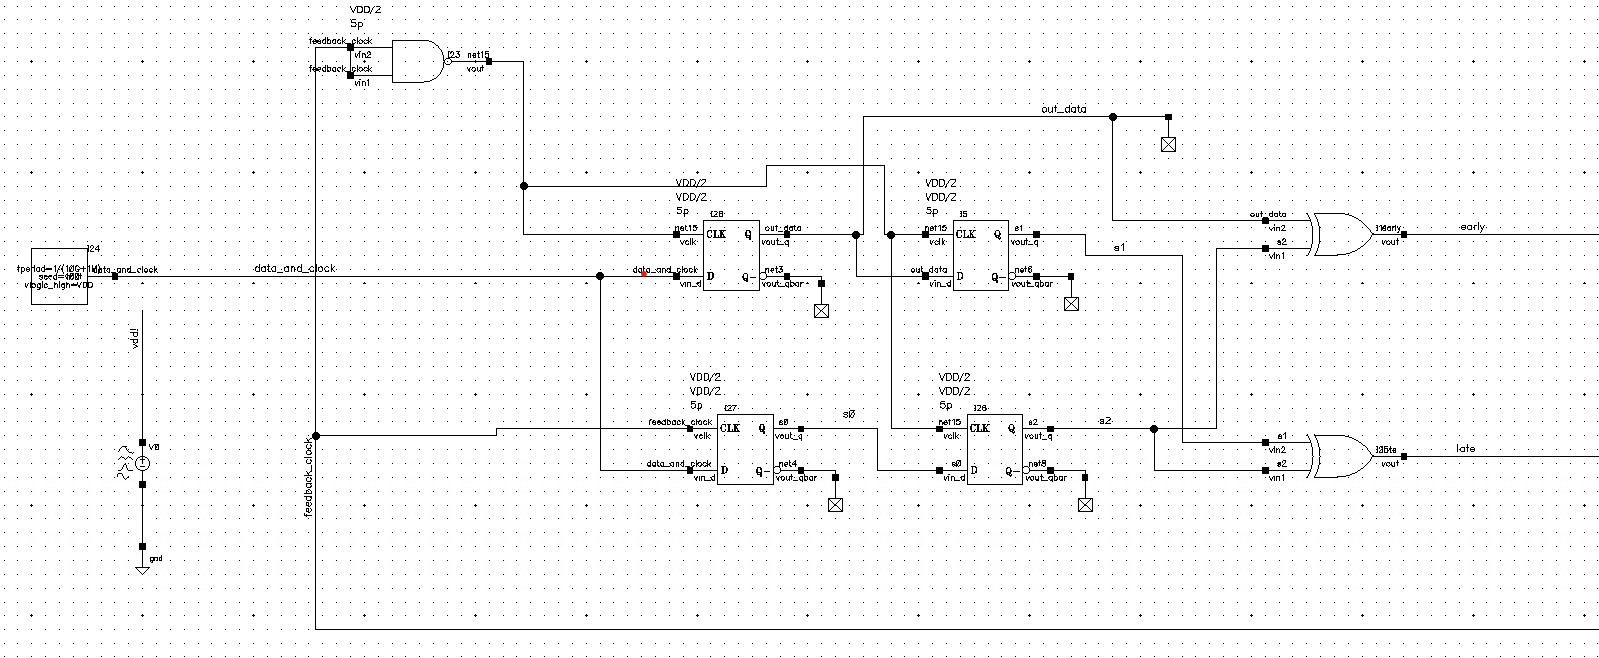 VDD/2
5p
feedback_clock
vin2
feedback_clock
vin1
I23 net15
vout
out_data
VDD/2
VDD/2
5p
I28
net15
vclk
CLK Q
out_data
vout_q
data_and_clock
vin_d
D Q-
net3
vout_qbar
VDD/2
VDD/2
5p
I5
net15
vclk
CLK Q
s1
vout_q
s1
out_data
vin_d
D Q-
net6
vout_qbar
out_data
vin2
s2
vin1
early
vout
early
I24
data_and_clock
vlogic_high=VDD
data_and_clock
vdd!
V0
gnd
feedback_clock
VDD/2
VDD/2
5p
I27
feedback_clock
vclk
CLK Q
s0
vout_q
s0
data_and_clock
vin_d
D Q-
net4
vout_qbar
VDD/2
VDD/2
5p
I26
net15
vclk
CLK Q
s2
vout_q
s2
s0
vin_d
D Q-
net8
vout_qbar
s1
vin2
s2
vin1
vout
late